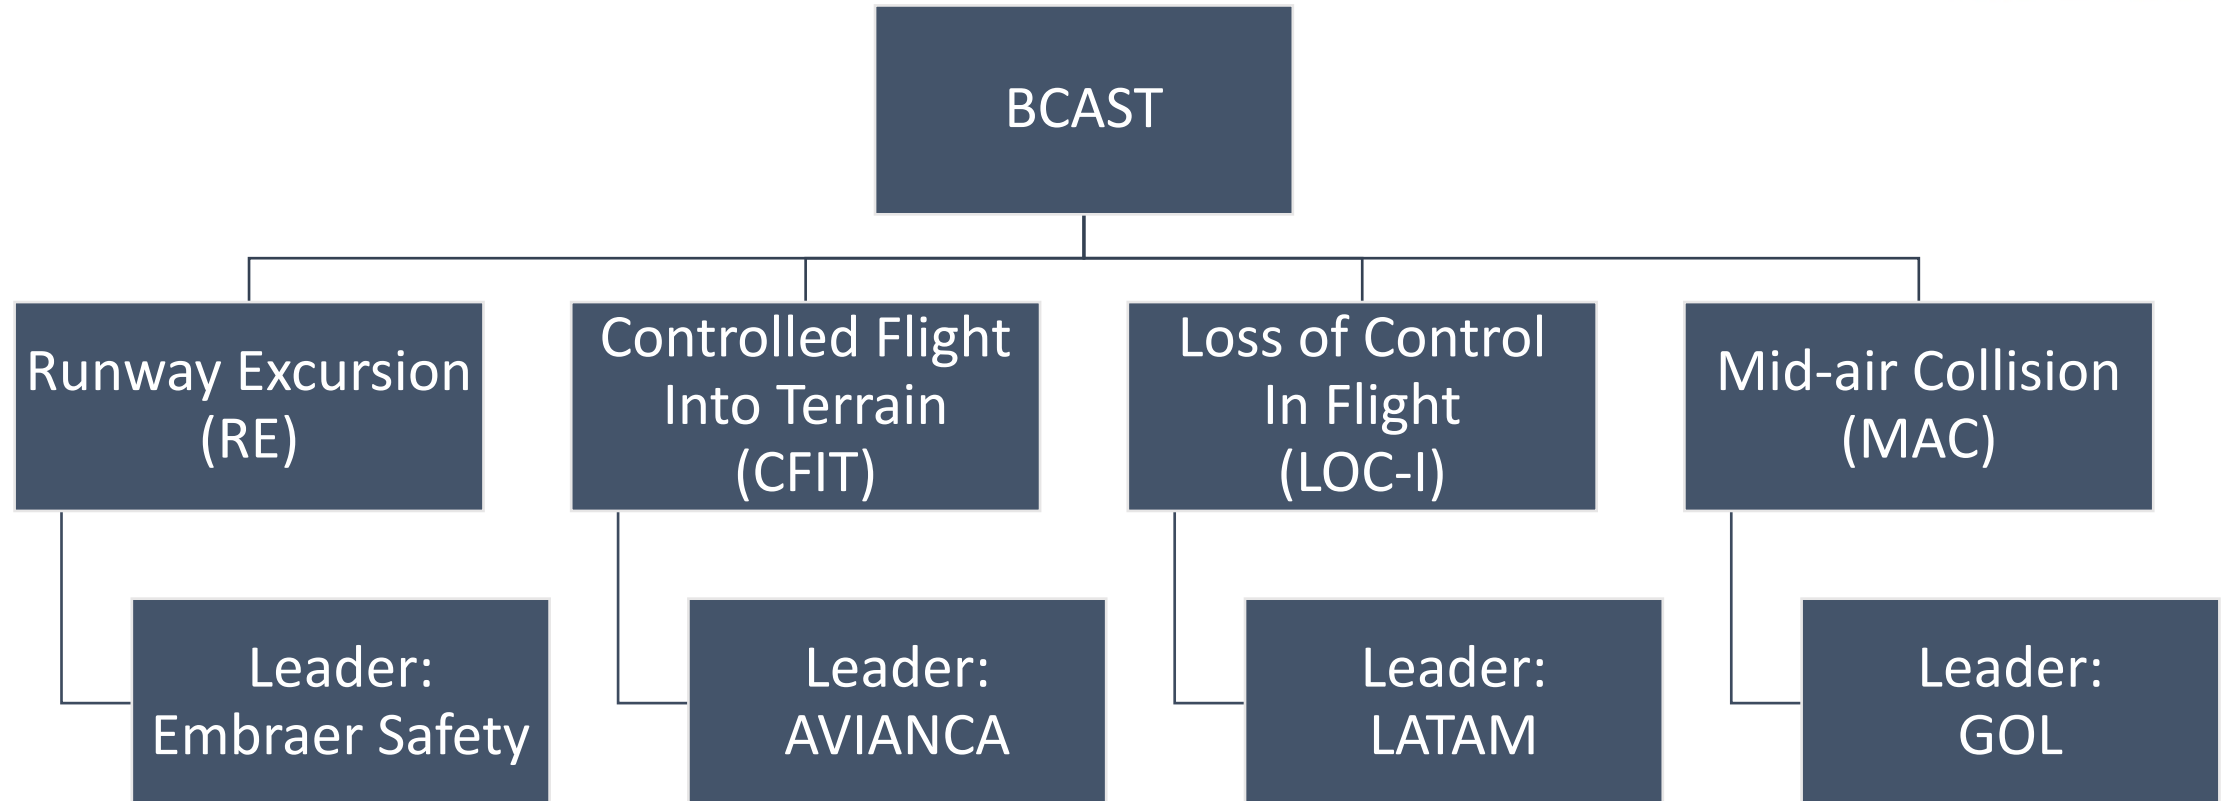 BCAST
Runway Excursion
(RE)
Controlled Flight
Into Terrain
(CFIT)
Loss of Control
In Flight
(LOC-I)
Mid-air Collision
(MAC)
Leader:
Embraer Safety
Leader:
AVIANCA
Leader:
LATAM
Leader:
GOL